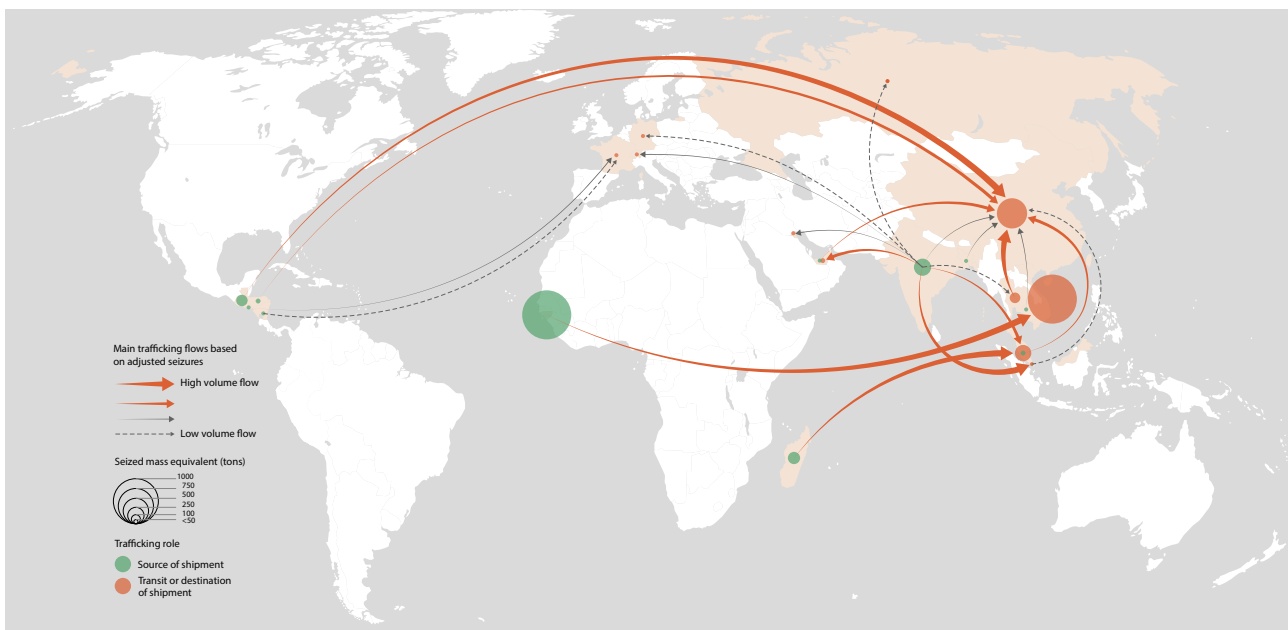 Main trafficking flows based
on adjusted seizures
High volume flow
Low volume flow
Seized mass equivalent (tons)
1000
750
500
250
100
<50
Trafficking role
Source of shipment
Transit or destination
of shipment